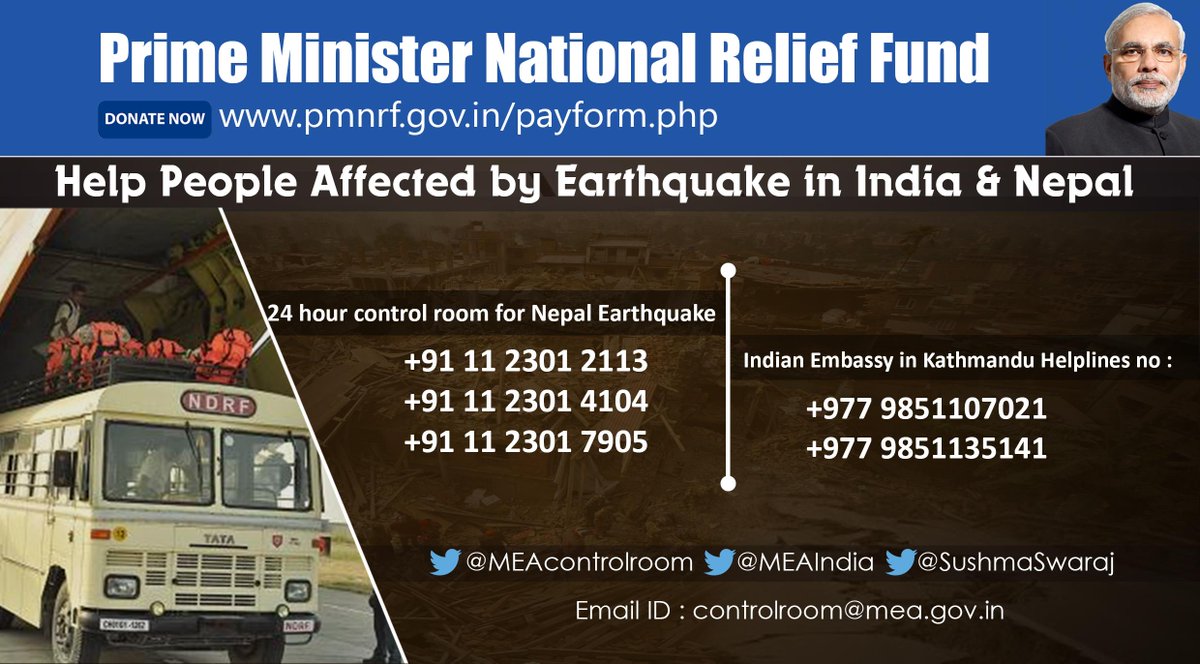 Prime Minister National Relief Fund
DONATE NOW www.pmnrf.gov.in/payform.php
Help People Affected by Earthquake in India & Nepal
24 hour control room for Nepal Earthquake
+91 11 2301 2113
+91 11 2301 4104
+91 11 2301 7905
Indian Embassy in Kathmandu Helplines no :
+977 9851107021
+977 9851135141
NDRF
TATA
12
CH01GY-1262
NDRF
@MEAcontrolroom @MEAIndia @SushmaSwaraj
Email ID : controlroom@mea.gov.in